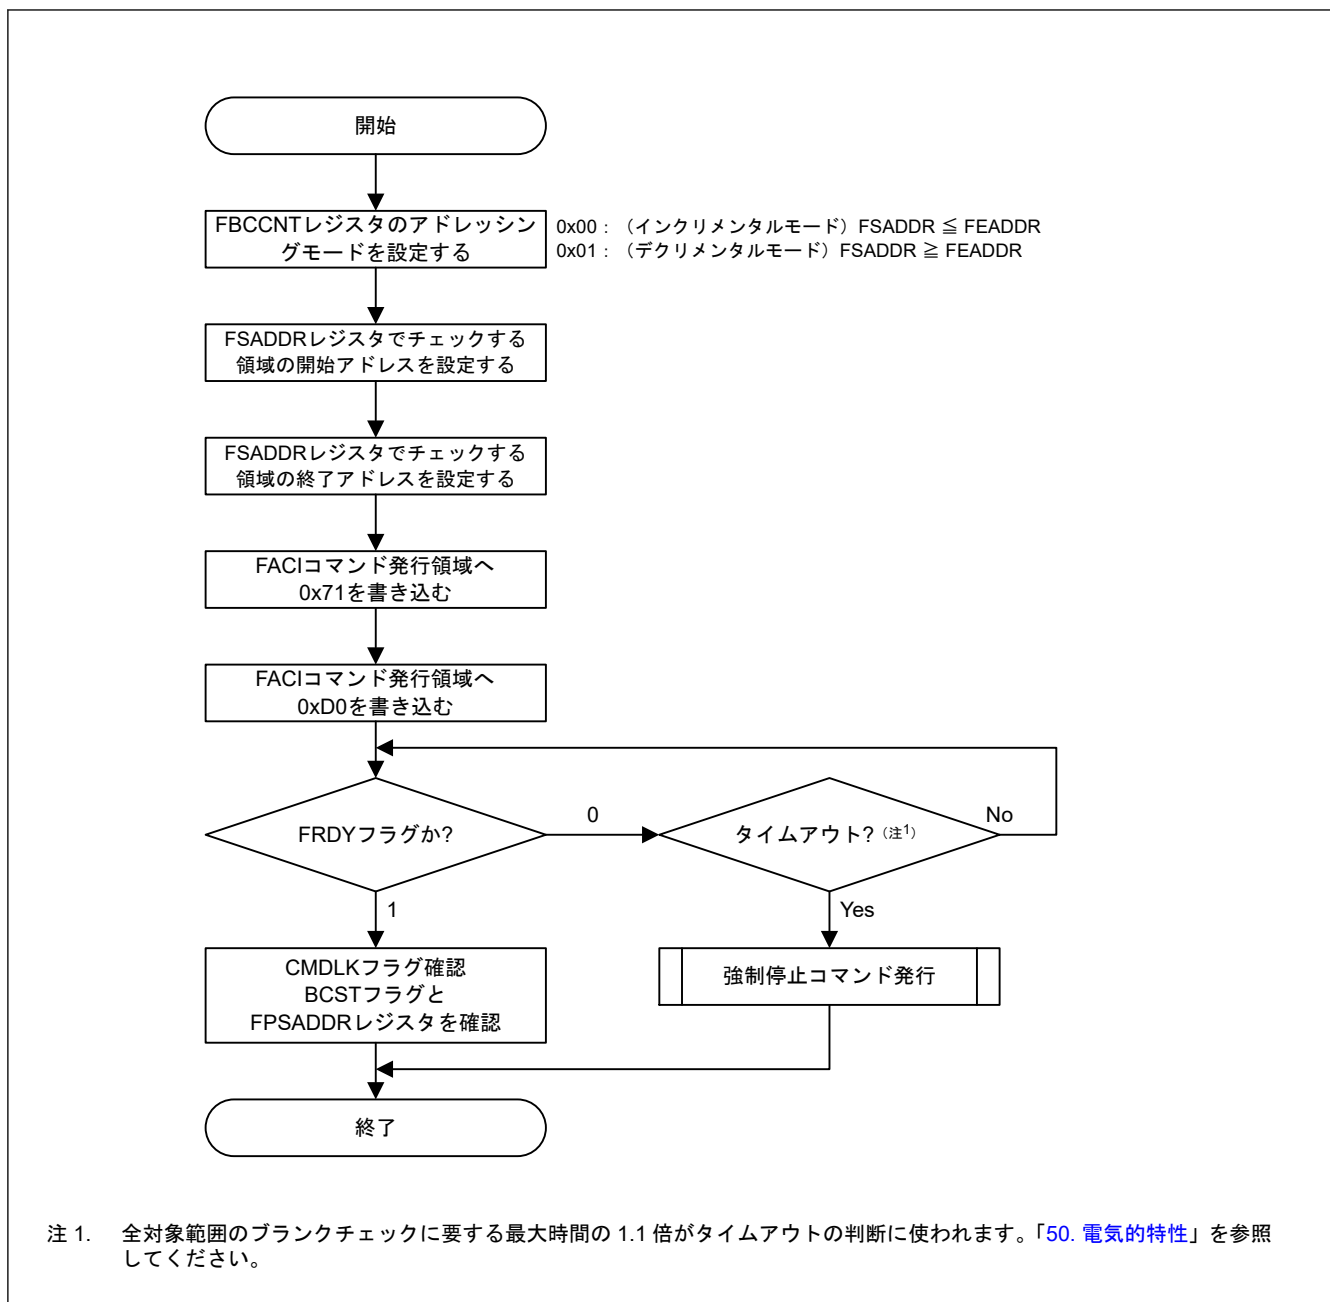 開始
FBCCNTレジスタのアドレッシン
グモードを設定する
0x00：（インクリメンタルモード）FSADDR ≦ FEADDR
0x01：（デクリメンタルモード）FSADDR ≧ FEADDR
FSADDRレジスタでチェックする
領域の開始アドレスを設定する
FSADDRレジスタでチェックする
領域の終了アドレスを設定する
FACIコマンド発行領域へ
0x71を書き込む
FACIコマンド発行領域へ
0xD0を書き込む
FRDYフラグか?
0
タイムアウト?（注1）
No
1
Yes
CMDLKフラグ確認
BCSTフラグと
FPSADDRレジスタを確認
強制停止コマンド発行
終了
注 1. 全対象範囲のブランクチェックに要する最大時間の 1.1 倍がタイムアウトの判断に使われます。「50. 電気的特性」を参照
してください。